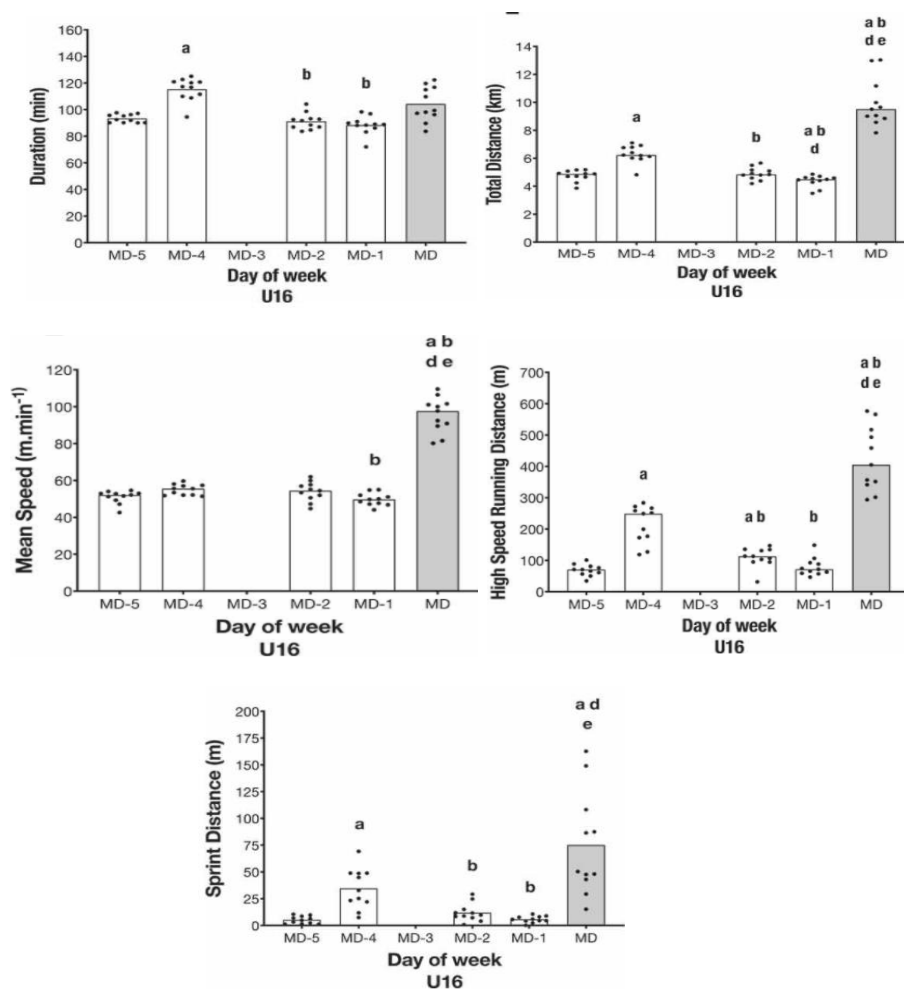 Duration (min)
160
140
120
100
80
60
40
20
0
a
b
b
MD-5 MD-4 MD-3 MD-2 MD-1 MD
Day of week
U16
Total Distance (km)
14
12
10
8
6
4
2
0
a
b
a b
d
a b
d e
MD-5 MD-4 MD-3 MD-2 MD-1 MD
Day of week
U16
Mean Speed (m.min-1)
120
100
80
60
40
20
0
b
a b
d e
MD-5 MD-4 MD-3 MD-2 MD-1 MD
Day of week
U16
High Speed Running Distance (m)
700
600
500
400
300
200
100
0
a
a b
b
a b
d e
MD-5 MD-4 MD-3 MD-2 MD-1 MD
Day of week
U16
Sprint Distance (m)
200
175
150
125
100
75
50
25
0
a
b
b
a d
e
MD-5 MD-4 MD-3 MD-2 MD-1 MD
Day of week
U16